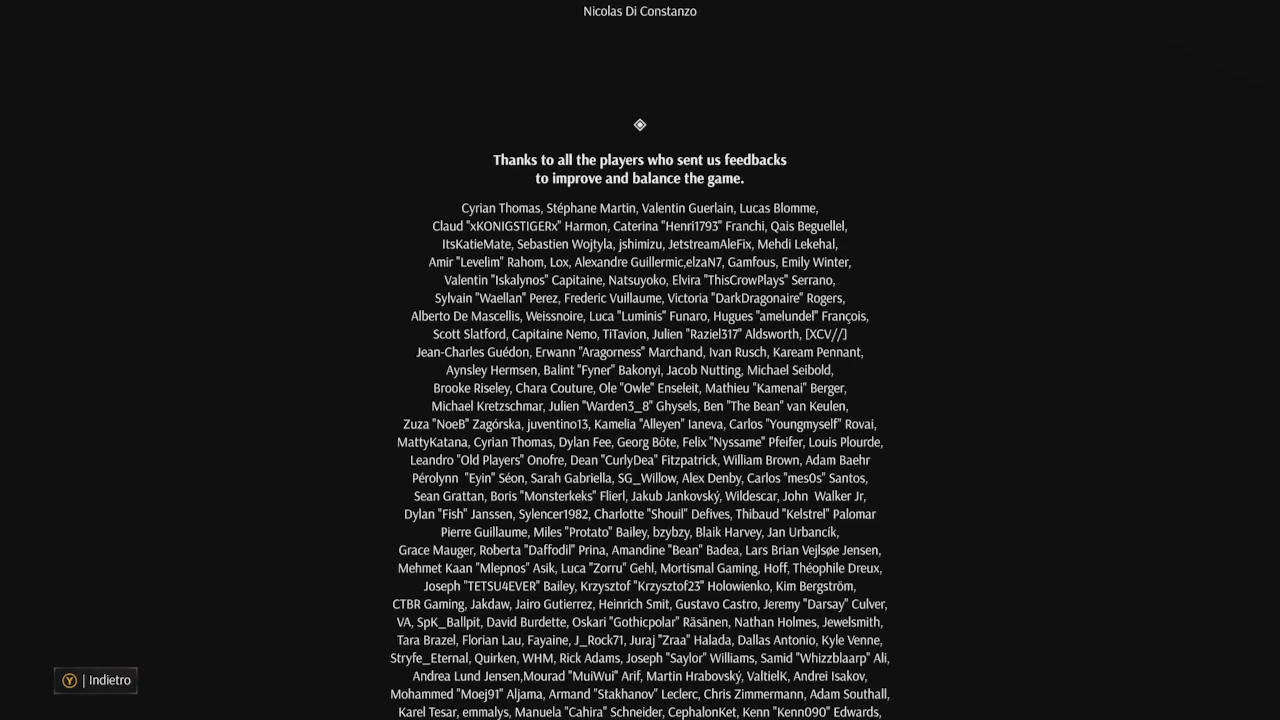 Nicolas Di Constanzo
Thanks to all the players who sent us feedbacks
to improve and balance the game.
Cyrian Thomas, Stéphane Martin, Valentin Guerlain, Lucas Blomme,
Claud "xKONIGSTIGERx" Harmon, Caterina "Henri1793" Franchi, Qais Beguellel,
ItsKatieMate, Sebastien Wojtyla, jshimizu, JetstreamAleFix, Mehdi Lekehal,
Amir "Levelim" Rahom, Lox, Alexandre Guillermic,elzaN7, Gamfous, Emily Winter,
Valentin "Iskalynos" Capitaine, Natsuyoko, Elvira "ThisCrowPlays" Serrano,
Sylvain "Waellan" Perez, Frederic Vuillaume, Victoria "DarkDragonaire" Rogers,
Alberto De Mascellis, Weissnoire, Luca "Luminis" Funaro, Hugues "amelundel" François,
Scott Slatford, Capitaine Nemo, TiTavion, Julien "Raziel317" Aldsworth, [XCV//]
Jean-Charles Guédon, Erwann "Aragorness" Marchand, Ivan Rusch, Kaream Pennant,
Aynsley Hermsen, Balint "Fyner" Bakonyi, Jacob Nutting, Michael Seibold,
Brooke Riseley, Chara Couture, Ole "Owle" Enseleit, Mathieu "Kamenai" Berger,
Michael Kretzschmar, Julien "Warden3_8" Ghysels, Ben "The Bean" van Keulen,
Zuza "NoeB" Zagórska, juventino13, Kamelia "Alleyen" Ianeva, Carlos "Youngmyself" Rovai,
MattyKatana, Cyrian Thomas, Dylan Fee, Georg Böte, Felix "Nyssame" Pfeifer, Louis Plourde,
Leandro "Old Players" Onofre, Dean "CurlyDea" Fitzpatrick, William Brown, Adam Baehr
Pérolynn  "Eyin" Séon, Sarah Gabriella, SG_Willow, Alex Denby, Carlos "mes0s" Santos,
Sean Grattan, Boris "Monsterkeks" Flierl, Jakub Jankovský, Wildescar, John  Walker Jr,
Dylan "Fish" Janssen, Sylencer1982, Charlotte "Shouil" Defives, Thibaud "Kelstrel" Palomar
Pierre Guillaume, Miles "Protato" Bailey, bzybzy, Blaik Harvey, Jan Urbancík,
Grace Mauger, Roberta "Daffodil" Prina, Amandine "Bean" Badea, Lars Brian Vejlsøe Jensen,
Mehmet Kaan "Mlepnos" Asik, Luca "Zorru" Gehl, Mortismal Gaming, Hoff, Théophile Dreux,
Joseph "TETSU4EVER" Bailey, Krzysztof "Krzysztof23" Holowienko, Kim Bergström,
CTBR Gaming, Jakdaw, Jairo Gutierrez, Heinrich Smit, Gustavo Castro, Jeremy "Darsay" Culver,
VA, SpK_Ballpit, David Burdette, Oskari "Gothicpolar" Räsänen, Nathan Holmes, Jewelsmith,
Tara Brazel, Florian Lau, Fayaine, J_Rock71, Juraj "Zraa" Halada, Dallas Antonio, Kyle Venne,
Stryfe_Eternal, Quirken, WHM, Rick Adams, Joseph "Saylor" Williams, Samid "Whizzblaarp" Ali,
Andrea Lund Jensen,Mourad "MuiWui" Arif, Martin Hrabovský, ValtielK, Andrei Isakov,
Mohammed "Moej91" Aljama, Armand "Stakhanov" Leclerc, Chris Zimmermann, Adam Southall,
Karel Tesar, emmalys, Manuela "Cahira" Schneider, CephalonKet, Kenn "Kenn090" Edwards,
Y | Indietro